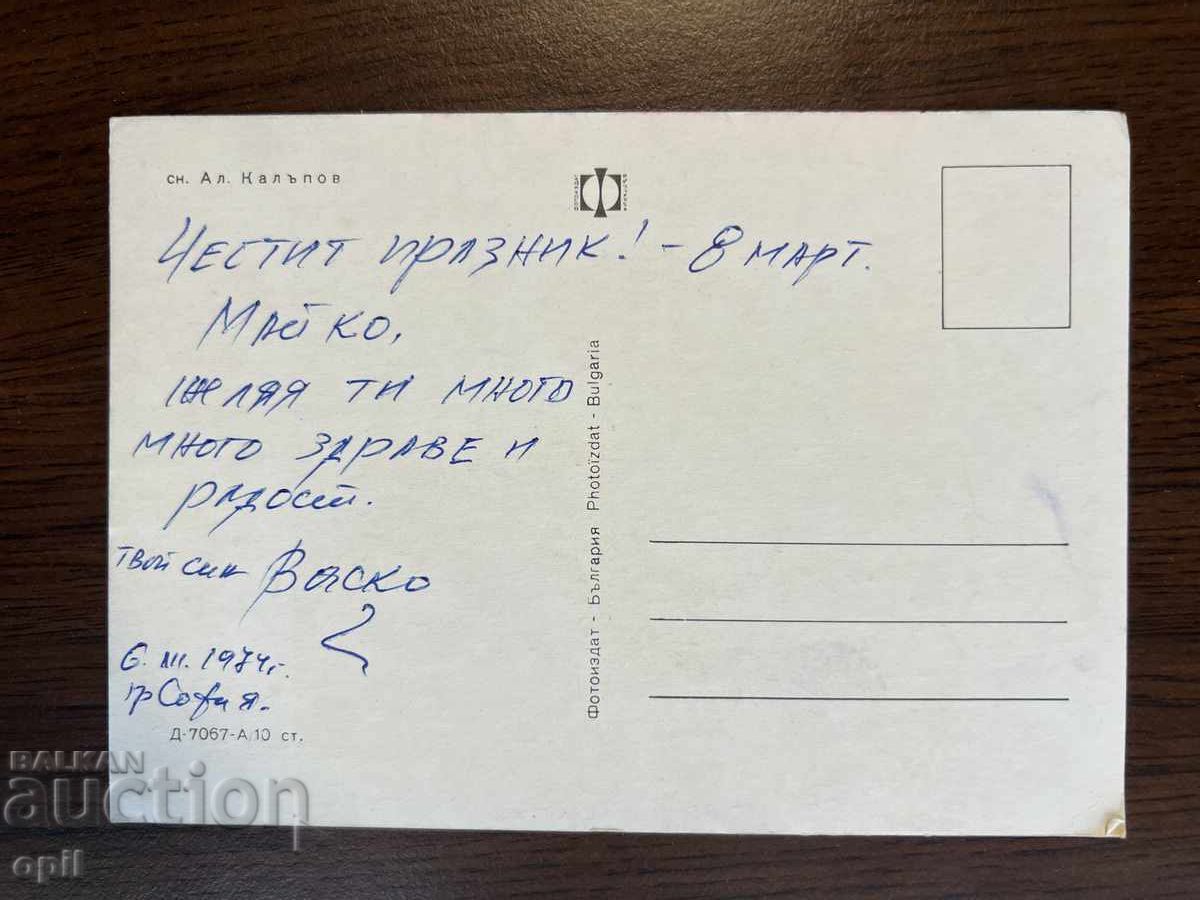 сн. Ал. Калъпов
Честит празник! - 8 март.
Майко,
желая ти много
много здраве и
радост.
твой син Васко
6. III. 1974 г.
гр София.
Д-7067-А 10 ст.
Фотоиздат - България Photoïzdat - Bulgaria
BALKAN
auction
opil